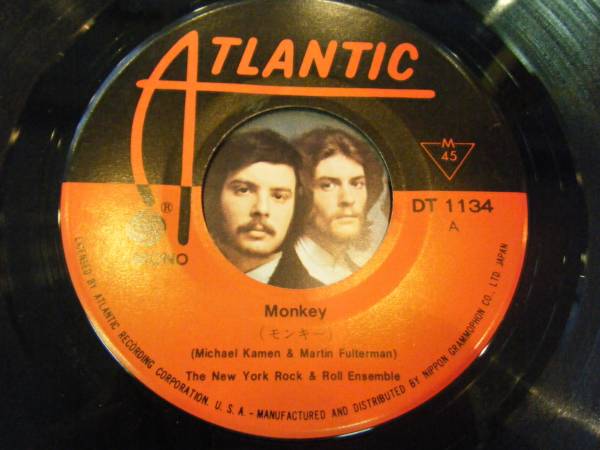 ATLANTIC
®
M
45
DT 1134
A
MONO
Monkey
(モンキー)
(Michael Kamen & Martin Fulterman)
The New York Rock & Roll Ensemble
LICENSED BY ATLANTIC RECORDING CORPORATION, U. S. A. - MANUFACTURED AND DISTRIBUTED BY NIPPON GRAMMOPHON CO., LTD. JAPAN